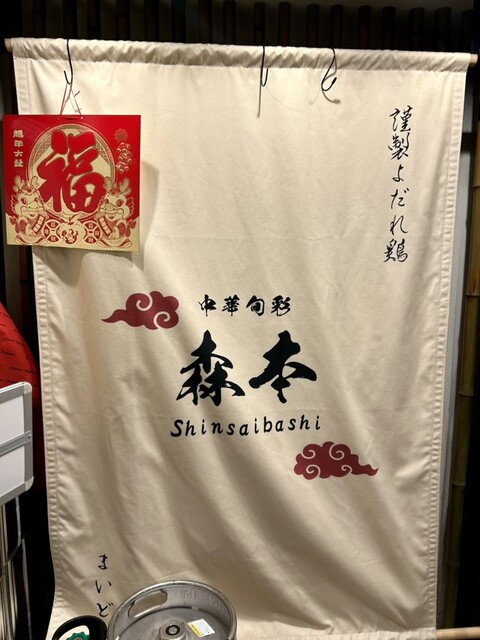 謹製よだれ鶏
福
中華旬彩
森本
Shinsaibashi
まいど